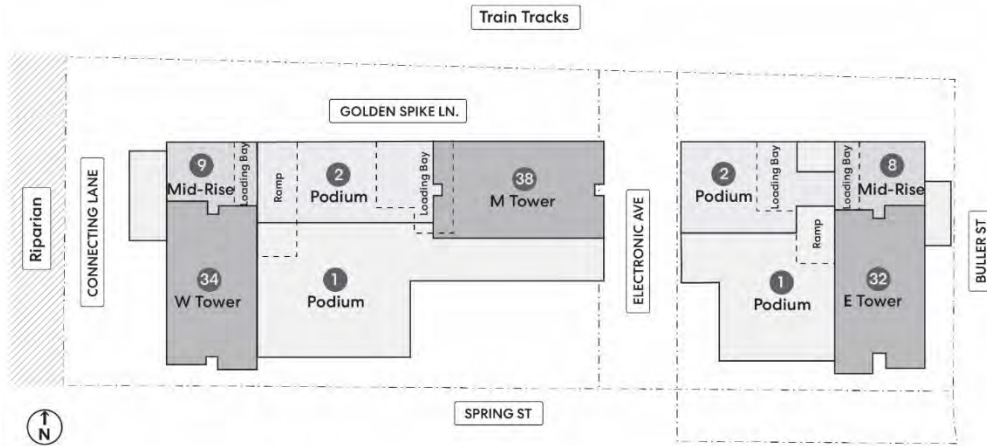 Train Tracks
GOLDEN SPIKE LN.
9
Mid-Rise
Loading Bay
Ramp
2
Podium
Loading Bay
38
M Tower
2
Podium
Loading Bay
Loading Bay
8
Mid-Rise
Riparian
CONNECTING LANE
34
W Tower
1
Podium
ELECTRONIC AVE
Ramp
1
Podium
32
E Tower
BULLER ST
SPRING ST
N